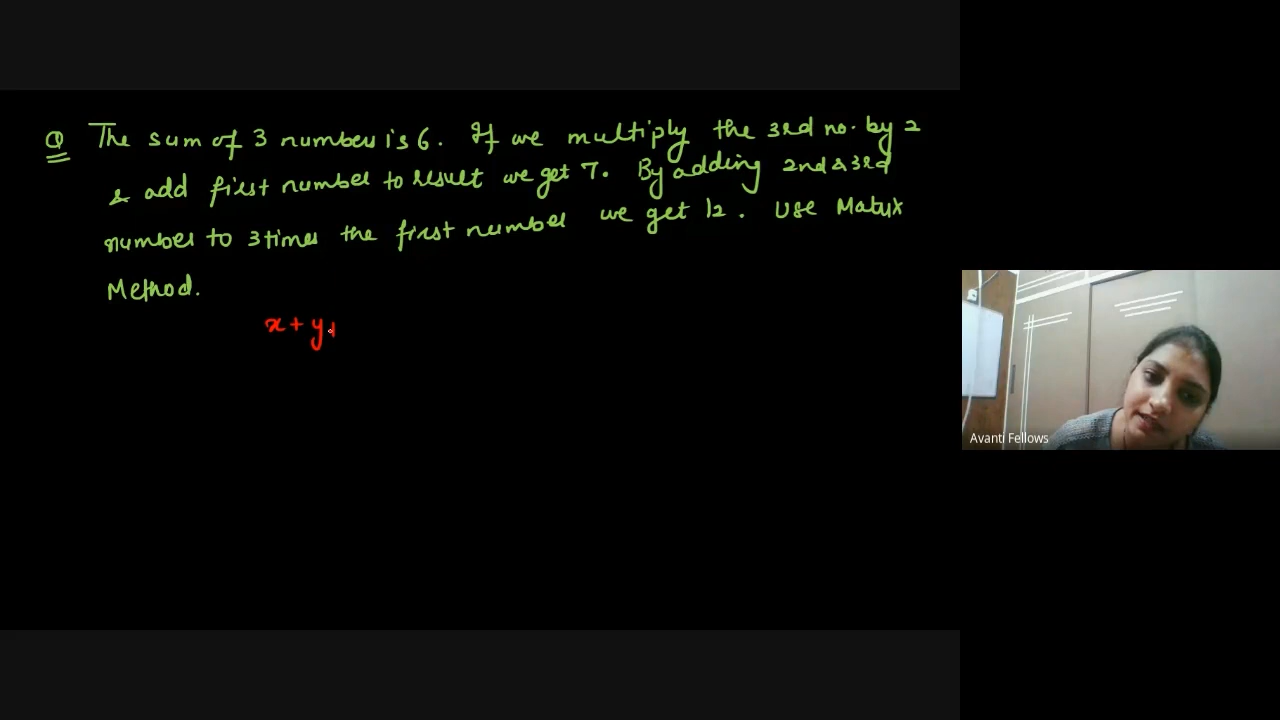 Q The sum of 3 number is 6. If we multiply the 3rd no. by 2
& add first number to result we get 7. By adding 2nd & 3rd
number to 3 times the first number we get 12. Use Matrix
Method.
x + y +
Avanti Fellows